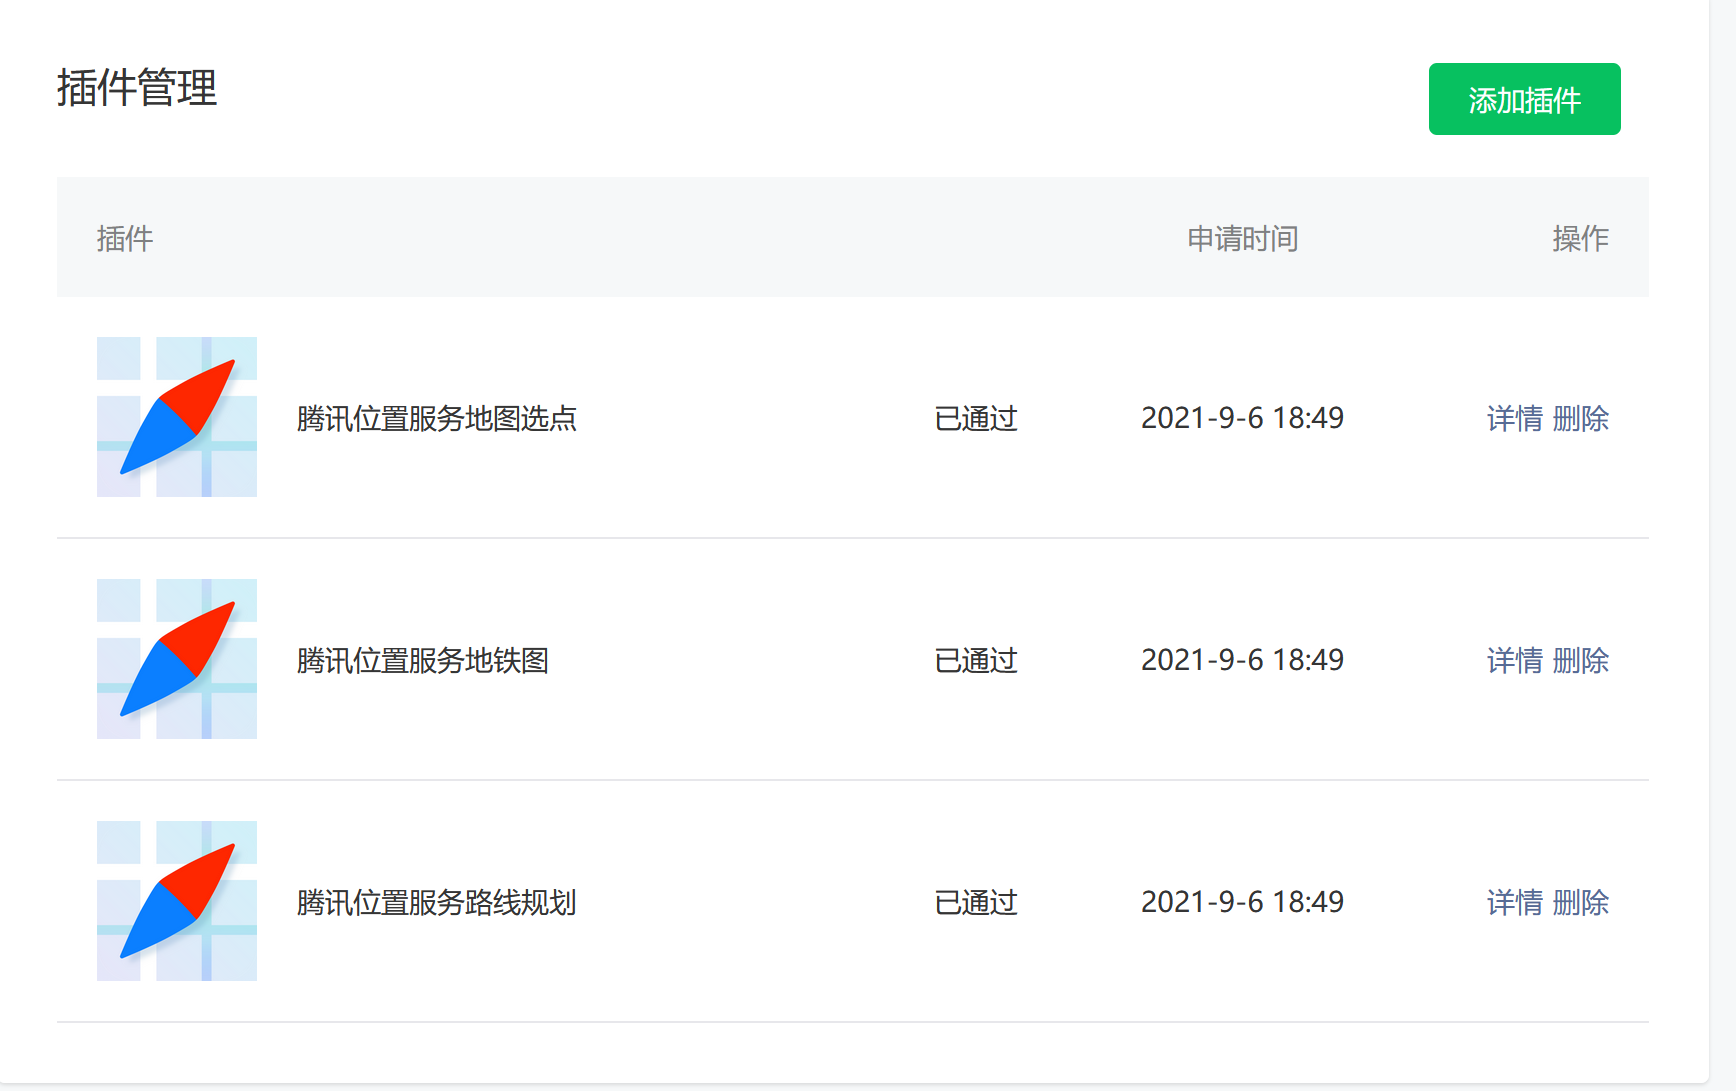 插件管理
添加插件
插件 申请时间 操作
腾讯位置服务地图选点 已通过 2021-9-6 18:49 详情 删除
腾讯位置服务地铁图 已通过 2021-9-6 18:49 详情 删除
腾讯位置服务路线规划 已通过 2021-9-6 18:49 详情 删除